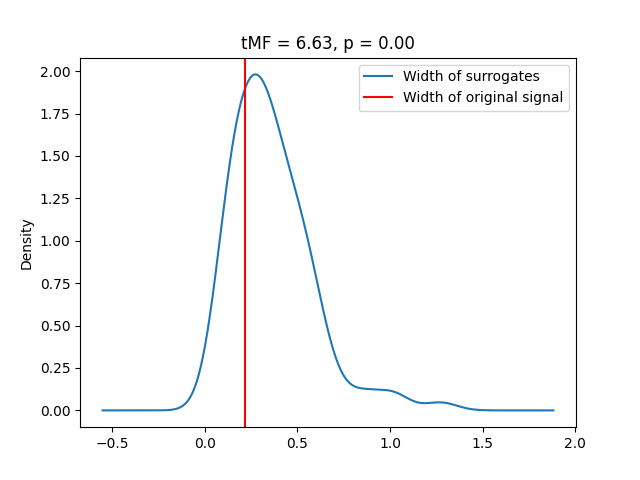 tMF = 6.63, p = 0.00
Width of surrogates
Width of original signal
Density
2.00
1.75
1.50
1.25
1.00
0.75
0.50
0.25
0.00
−0.5 0.0 0.5 1.0 1.5 2.0